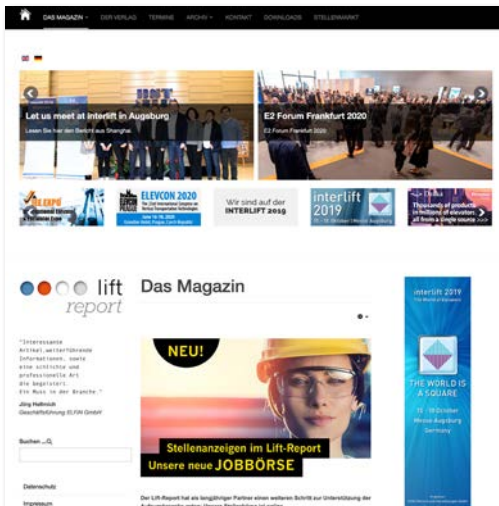 DAS MAGAZIN
DER VERLAG
TERMINE
ARCHIV
KONTAKT
DOWNLOADS
STELLENMARKT
Let us meet at Interlift in Augsburg
Lesen Sie hier den Bericht aus Shanghai.
E2 Forum Frankfurt 2020
E2 Forum Frankfurt 2020
EE EXPO
ELEVCON 2020
Wir sind auf der
INTERLIFT 2019
interlift
2019
Thousands of products
in millions of elevators
all from a single source
lift
report
Das Magazin
"Interessante
Artikel,weiterführende
Informationen, sowie
eine schlichte und
professionelle Art
die begeistert.
Ein Muss in der Branche."
Jörg Hellmich
Geschäftsführung ELFIN GmbH
Suchen ...
Datenschutz
Impressum
NEU!
Stellenanzeigen im Lift-Report
Unsere neue JOBBÖRSE
Der Lift-Report hat als langjähriger Partner einen weiteren Schritt zur Unterstützung der
interlift 2019
THE WORLD IS
A SQUARE
15 - 18 October
Messe Augsburg
Germany